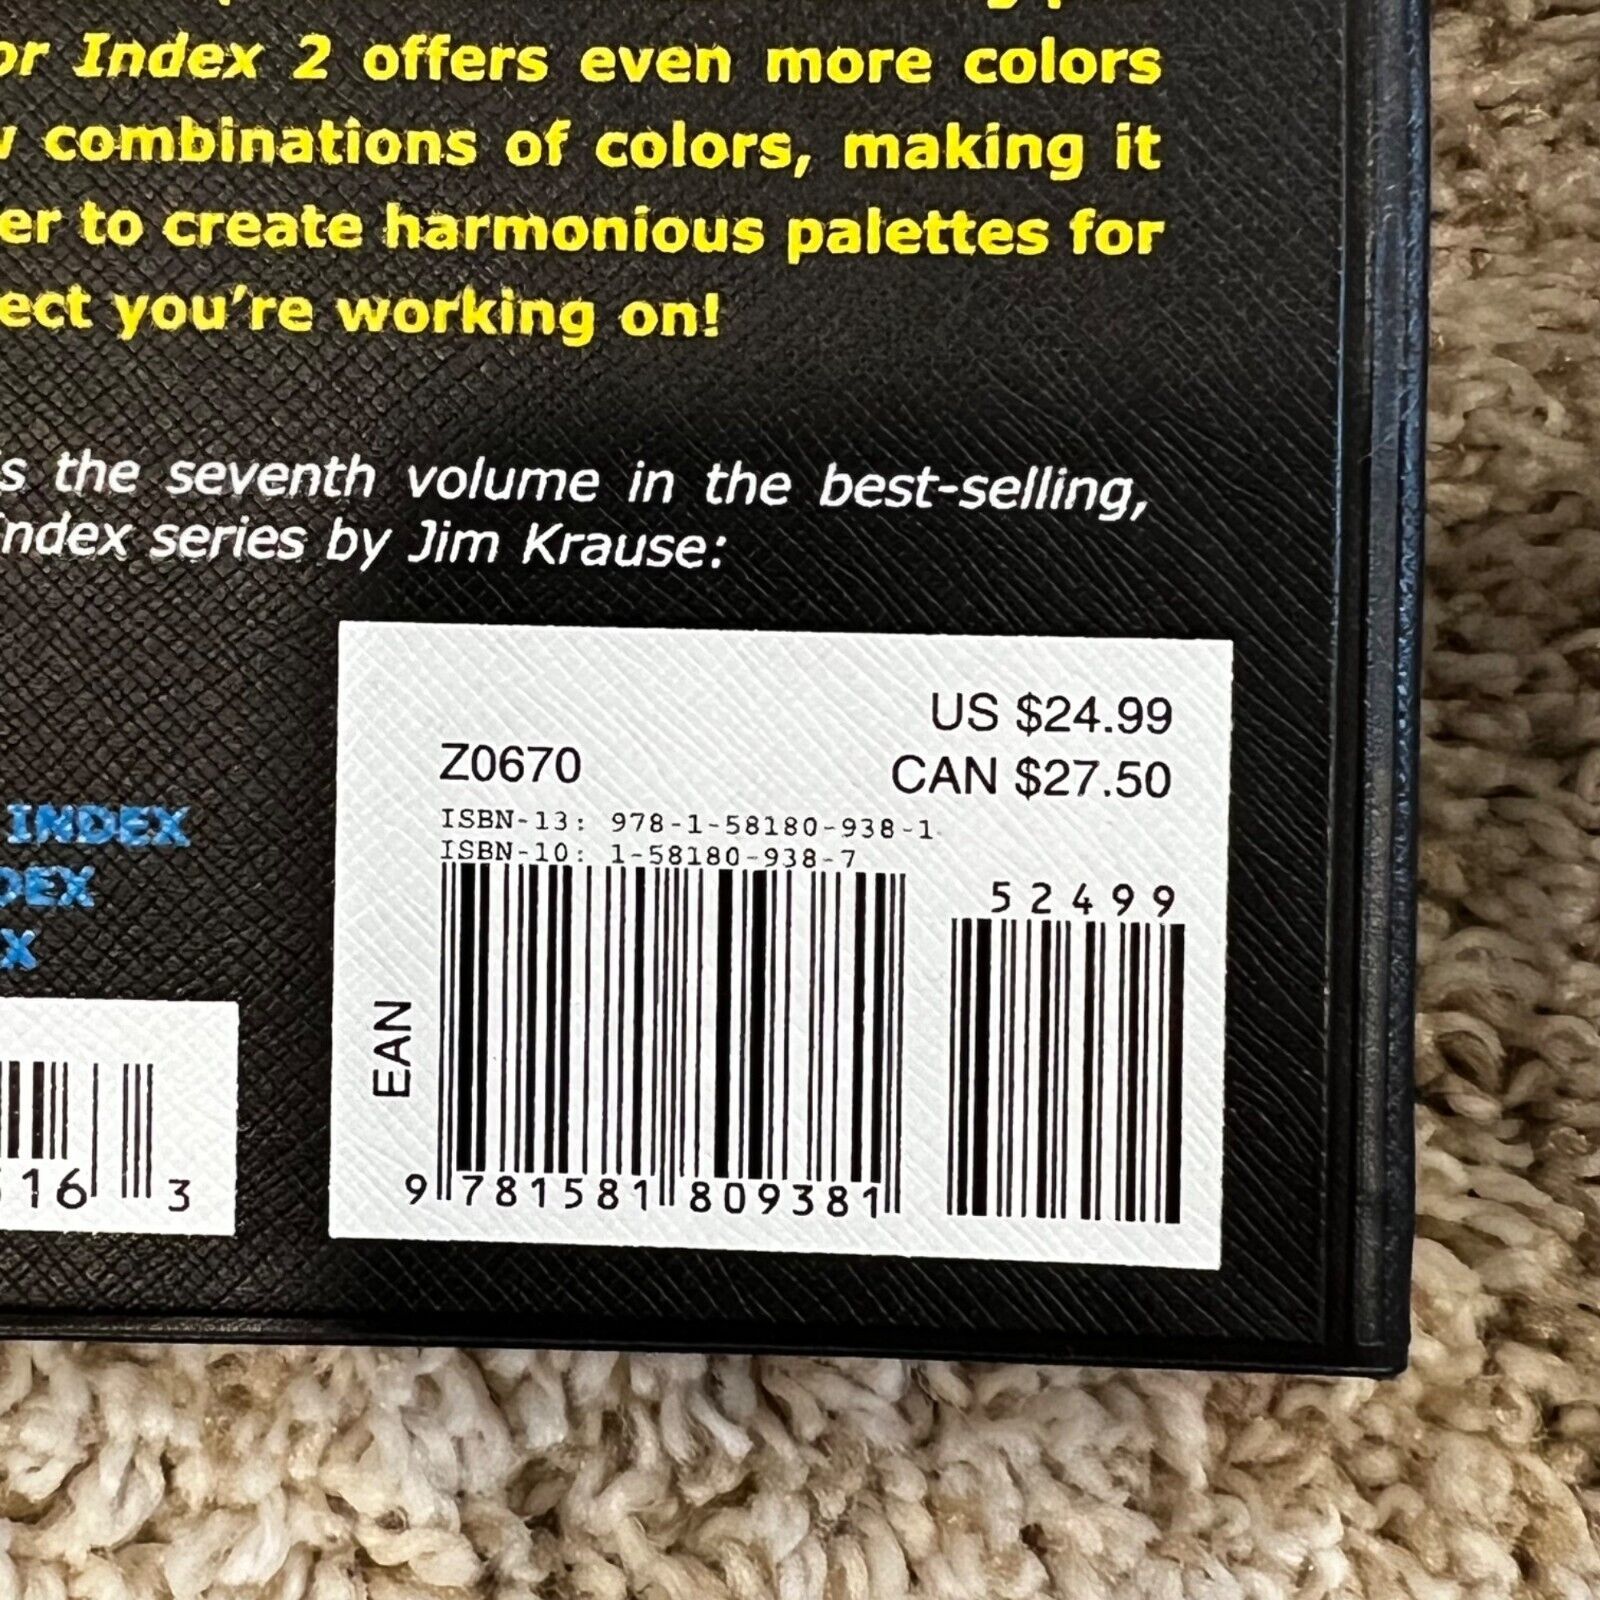 or Index 2 offers even more colors
combinations of colors, making it
er to create harmonious palettes for
ect you're working on!
s the seventh volume in the best-selling,
Index series by Jim Krause:
US $24.99
Z0670
CAN $27.50
ISBN-13: 978-1-58180-938-1
ISBN-10: 1-58180-938-7
INDEX
DEX
X
52499
EAN
9 781581 809381
16 3